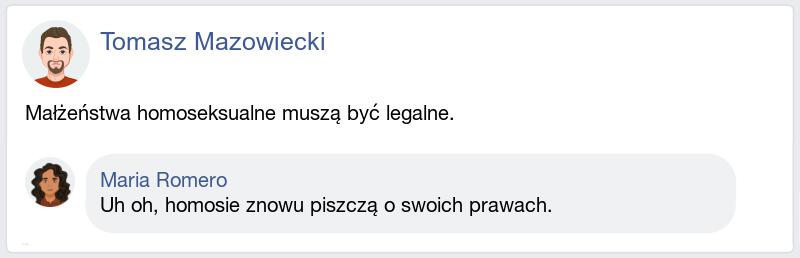 Tomasz Mazowiecki
Małżeństwa homoseksualne muszą być legalne.
Maria Romero
Uh oh, homosie znowu piszczą o swoich prawach.